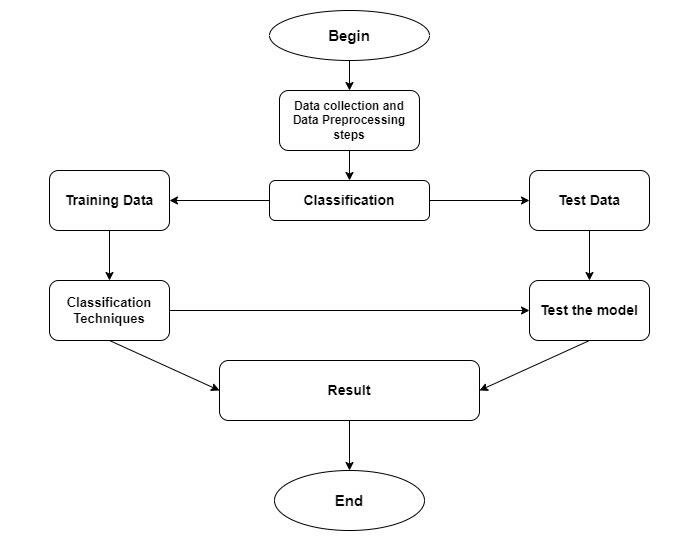 Begin
Data collection and
Data Preprocessing
steps
Training Data
Classification
Test Data
Classification
Techniques
Test the model
Result
End